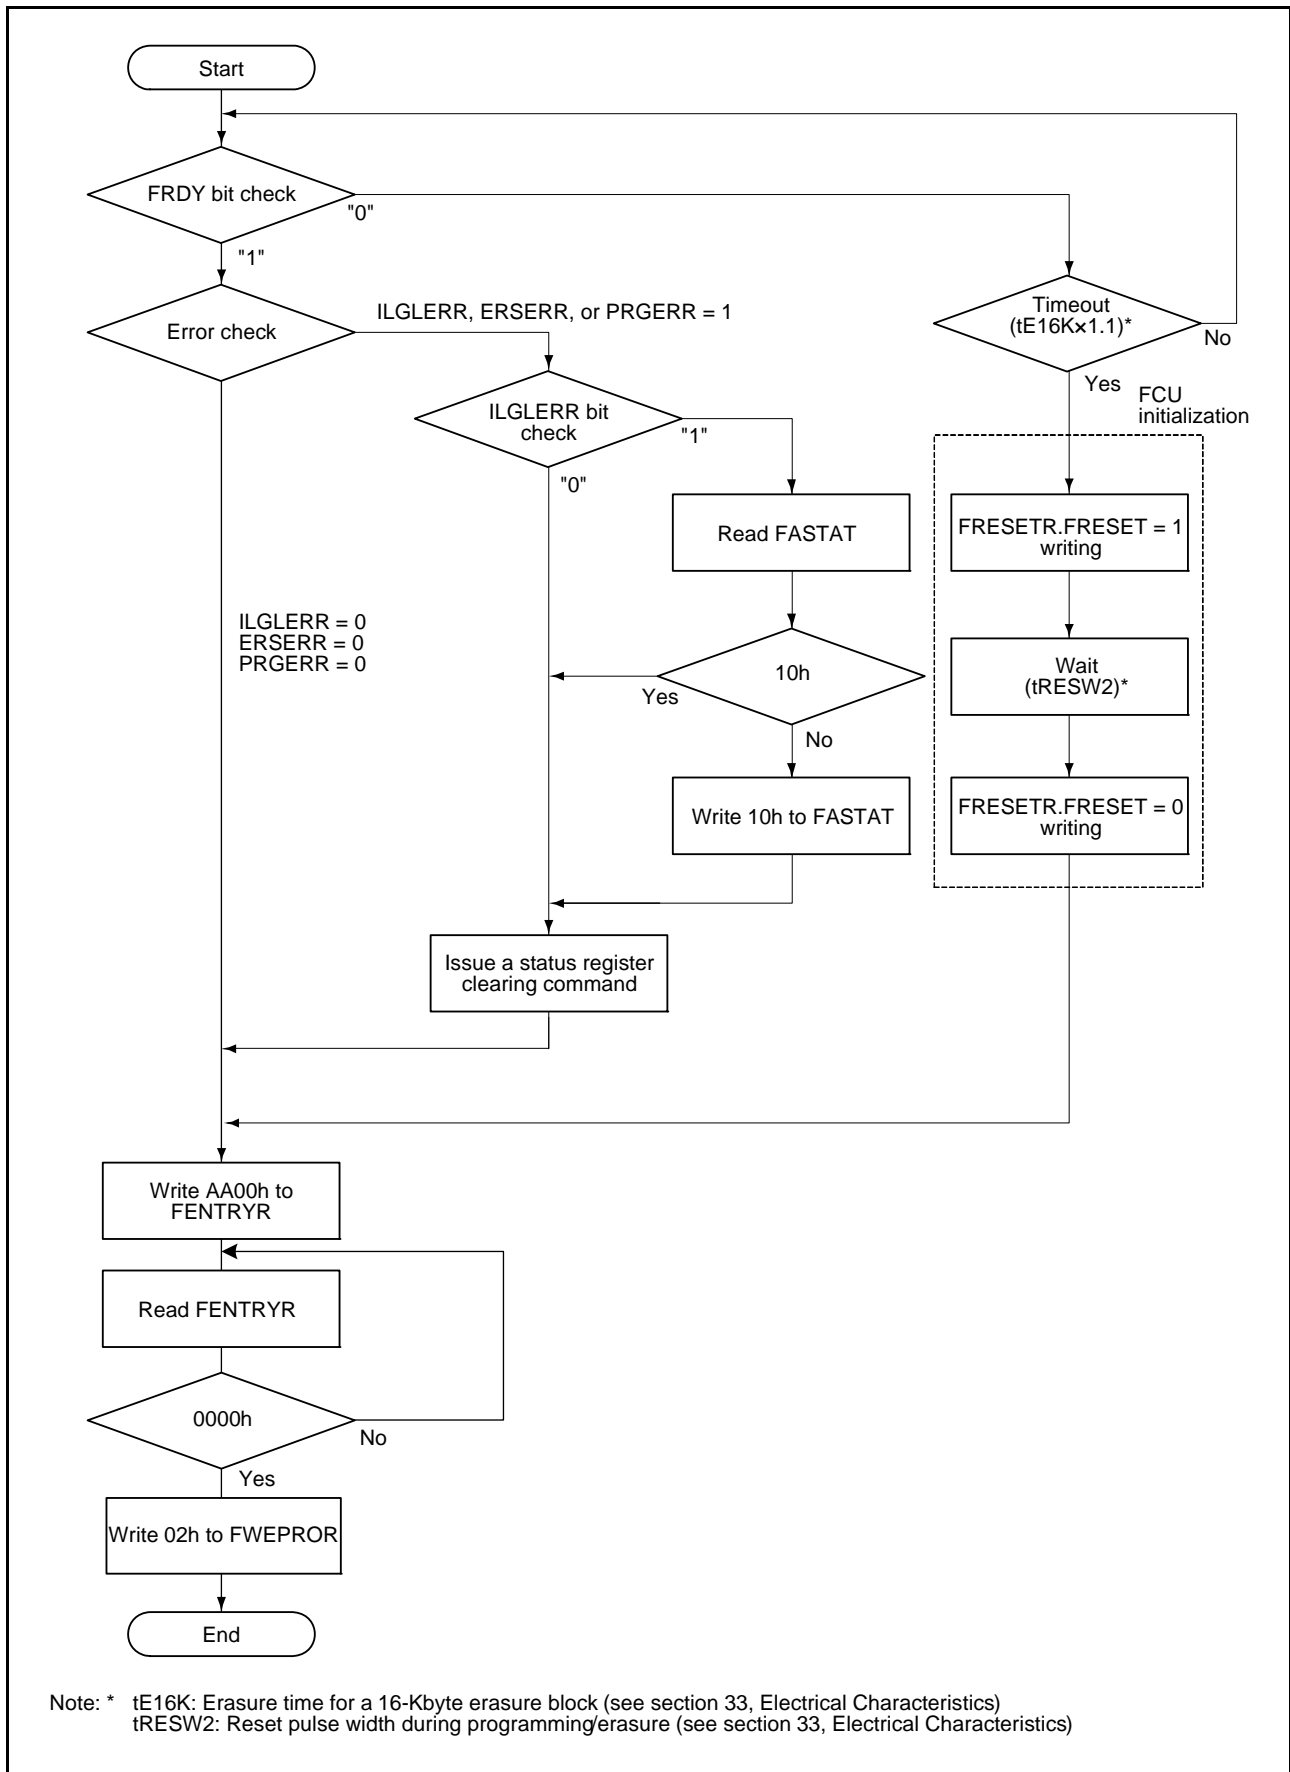 Start
FRDY bit check
"0"
"1"
Error check
ILGLERR, ERSERR, or PRGERR = 1
Timeout
(tE16K×1.1)*
No
Yes
FCU
initialization
ILGLERR bit
check
"1"
"0"
Read FASTAT
FRESETR.FRESET = 1
writing
ILGLERR = 0
ERSERR = 0
PRGERR = 0
10h
Yes
No
Wait
(tRESW2)*
Write 10h to FASTAT
FRESETR.FRESET = 0
writing
Issue a status register
clearing command
Write AA00h to
FENTRYR
Read FENTRYR
0000h
No
Yes
Write 02h to FWEPROR
End
Note: * tE16K: Erasure time for a 16-Kbyte erasure block (see section 33, Electrical Characteristics)
tRESW2: Reset pulse width during programming/erasure (see section 33, Electrical Characteristics)